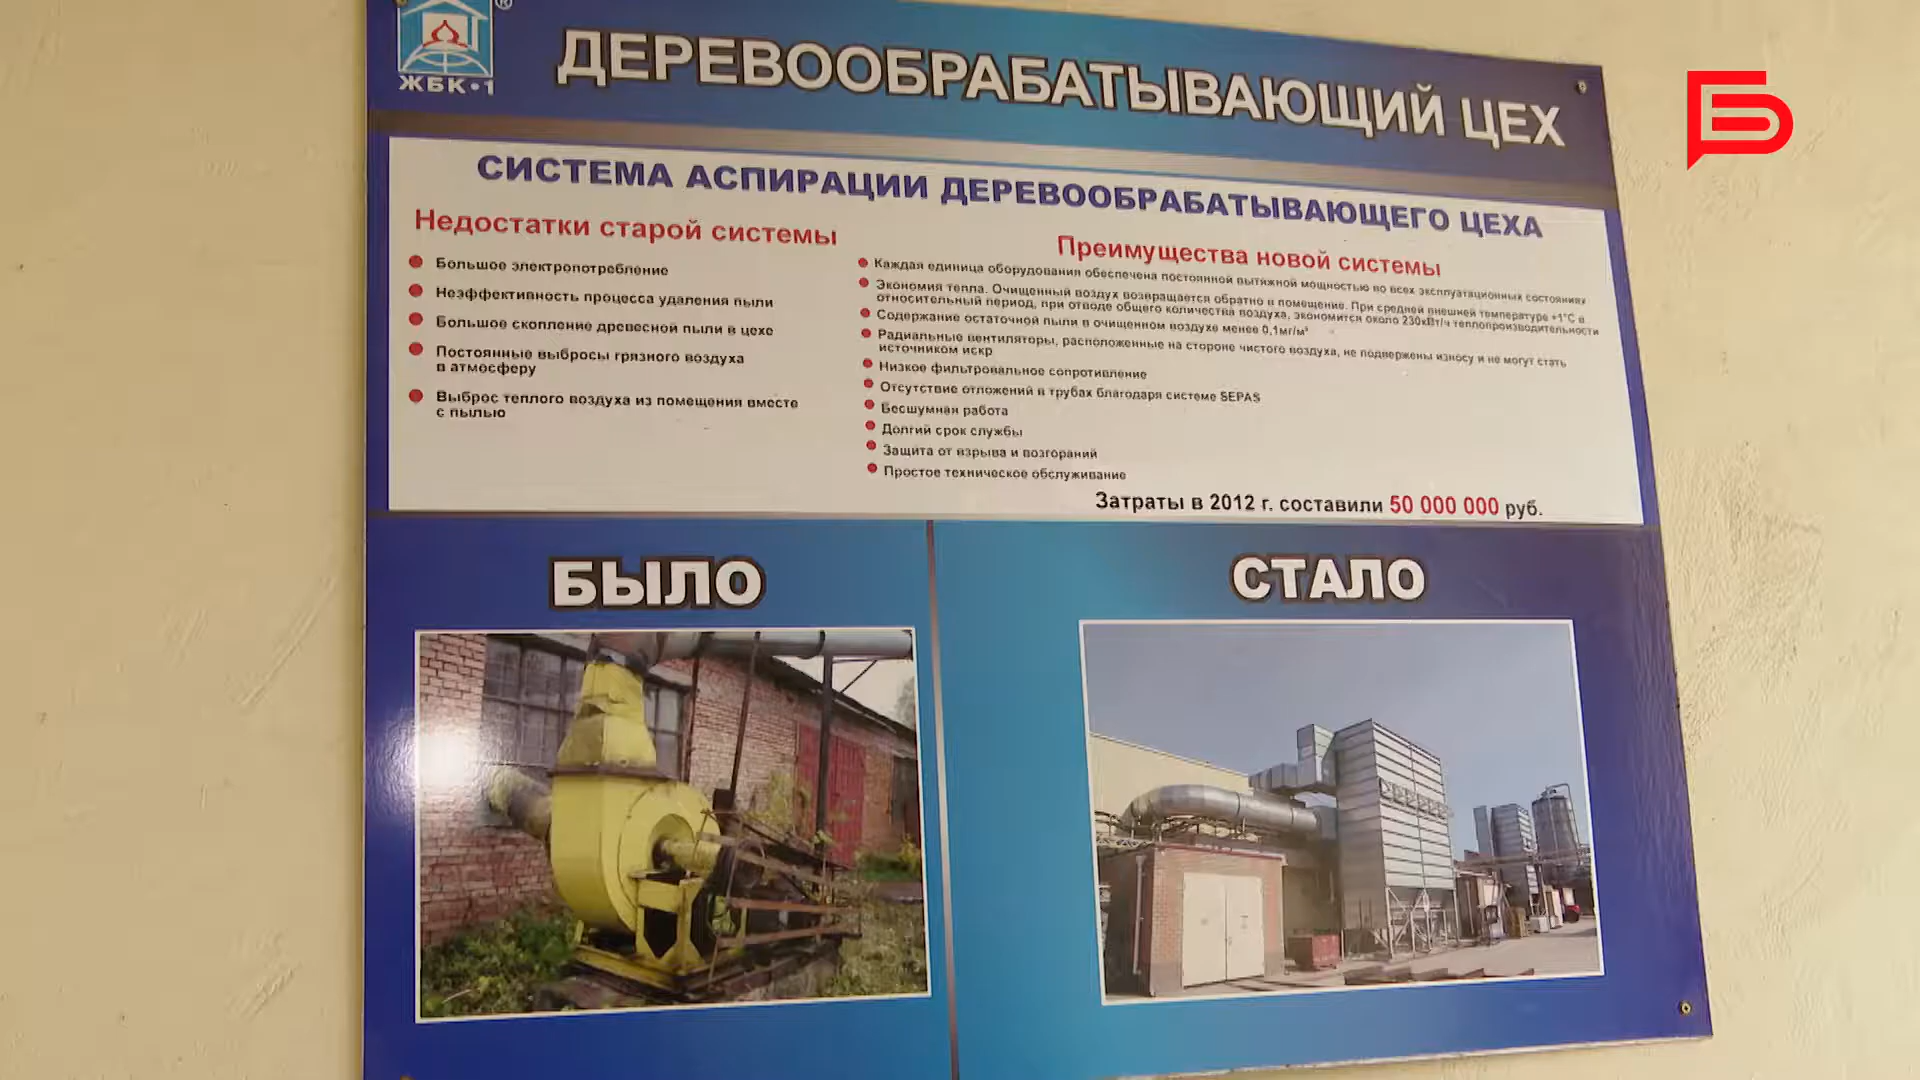 ®
ЖБК•1
ДЕРЕВООБРАБАТЫВАЮЩИЙ ЦЕХ
СИСТЕМА АСПИРАЦИИ ДЕРЕВООБРАБАТЫВАЮЩЕГО ЦЕХА
Недостатки старой системы
Большое электропотребление
Неэффективность процесса удаления пыли
Большое скопление древесной пыли в цехе
Постоянные выбросы грязного воздуха
в атмосферу
Выброс теплого воздуха из помещения вместе
с пылью
Преимущества новой системы
Каждая единица оборудования обеспечена постоянной вытяжной мощностью во всех эксплуатационных состояниях
Экономия тепла. Очищенный воздух возвращается обратно в помещение. При средней внешней температуре +1°С в
относительный период, при отводе общего количества воздуха, экономится около 230кВт/ч теплопроизводительности
Содержание остаточной пыли в очищенном воздухе менее 0,1мг/м³
Радиальные вентиляторы, расположенные на стороне чистого воздуха, не подвержены износу и не могут стать
источником искр
Низкое фильтровальное сопротивление
Отсутствие отложений в трубах благодаря системе SEPAS
Бесшумная работа
Долгий срок службы
Защита от взрыва и возгораний
Простое техническое обслуживание
Затраты в 2012 г. составили 50 000 000 руб.
БЫЛО
СТАЛО
Б